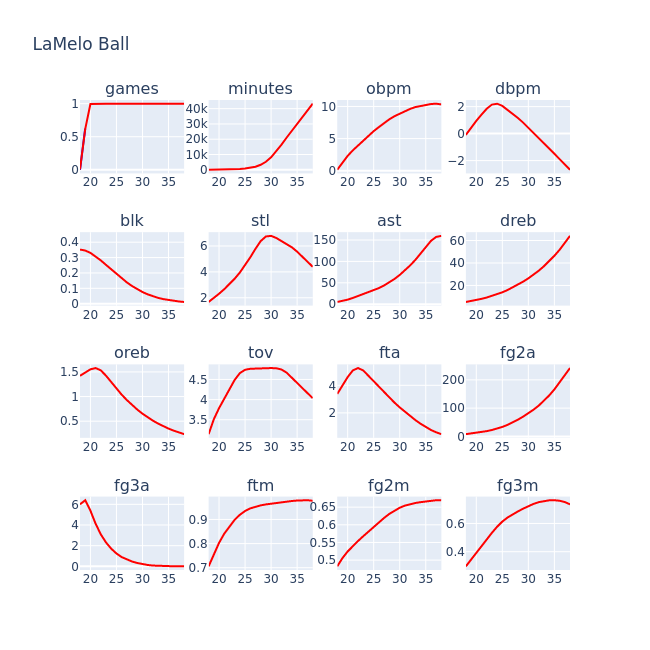 LaMelo Ball
games minutes obpm dbpm
1 0.5 0 20 25 30 35
40k 30k 20k 10k 0 20 25 30 35
10 5 0 20 25 30 35
2 0 −2 20 25 30 35
blk stl ast dreb
0.4 0.3 0.2 0.1 0 20 25 30 35
6 4 2 20 25 30 35
150 100 50 0 20 25 30 35
60 40 20 20 25 30 35
oreb tov fta fg2a
1.5 1 0.5 20 25 30 35
4.5 4 3.5 20 25 30 35
4 2 20 25 30 35
200 100 0 20 25 30 35
fg3a ftm fg2m fg3m
6 4 2 0 20 25 30 35
0.9 0.8 0.7 20 25 30 35
0.65 0.6 0.55 0.5 20 25 30 35
0.6 0.4 20 25 30 35